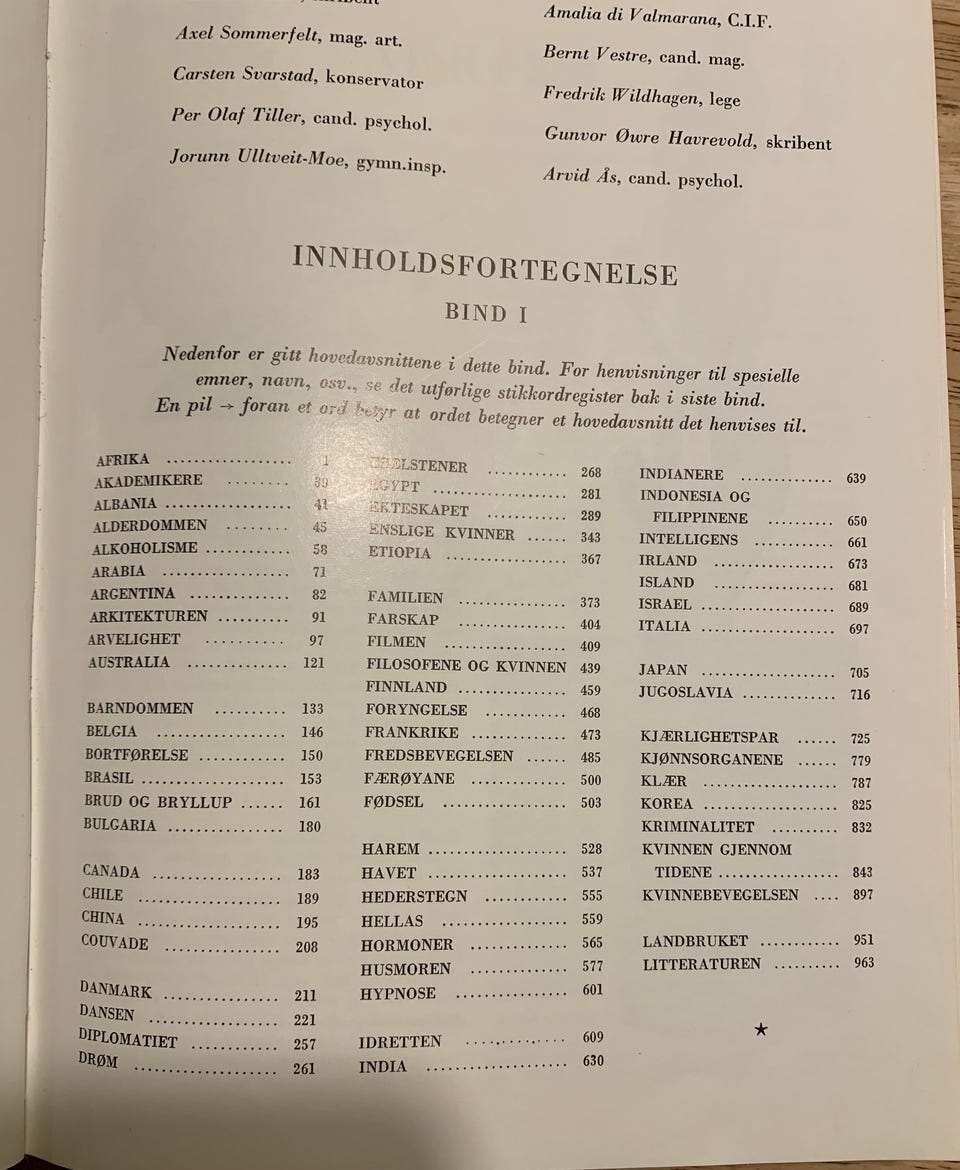 Axel Sommerfelt, mag. art.
Carsten Svarstad, konservator
Per Olaf Tiller, cand. psychol.
Jorunn Ulltveit-Moe, gymn.insp.
Amalia di Valmarana, C.I.F.
Bernt Vestre, cand. mag.
Fredrik Wildhagen, lege
Gunvor Øwre Havrevold, skribent
Arvid Ås, cand. psychol.
INNHOLDSFORTEGNELSE
BIND I
Nedenfor er gitt hovedavsnittene i dette bind. For henvisninger til spesielle
emner, navn, osv., se det utførlige stikkordregister bak i siste bind.
En pil → foran et ord betyr at ordet betegner et hovedavsnitt det henvises til.
AFRIKA .................. 1
AKADEMIKERE ........ 39
ALBANIA ................. 41
ALDERDOMMEN ........ 45
ALKOHOLISME ............ 58
ARABIA .................. 71
ARGENTINA .............. 82
ARKITEKTUREN .......... 91
ARVELIGHET .......... 97
AUSTRALIA .............. 121
BARNDOMMEN .......... 133
BELGIA .................. 146
BORTFØRELSE ............ 150
BRASIL .................... 153
BRUD OG BRYLLUP ...... 161
BULGARIA ................ 180
CANADA .................. 183
CHILE .................... 189
CHINA .................... 195
COUVADE ................ 208
DANMARK ................ 211
DANSEN .................. 221
DIPLOMATIET ............ 257
DRØM .................... 261
EDELSTENER ........... 268
EGYPT ................... 281
EKTESKAPET ........... 289
ENSLIGE KVINNER ...... 343
ETIOPIA ................. 367
FAMILIEN ............... 373
FARSKAP ............... 404
FILMEN ................. 409
FILOSOFENE OG KVINNEN 439
FINNLAND ............... 459
FORYNGELSE ............ 468
FRANKRIKE .............. 473
FREDSBEVEGELSEN ...... 485
FÆRØYANE .............. 500
FØDSEL .................. 503
HAREM .................... 528
HAVET .................... 537
HEDERSTEGN ............ 555
HELLAS .................. 559
HORMONER .............. 565
HUSMOREN .............. 577
HYPNOSE ................ 601
IDRETTEN .............. 609
INDIA .................... 630
INDIANERE ............. 639
INDONESIA OG
FILIPPINENE .......... 650
INTELLIGENS ............ 661
IRLAND ................. 673
ISLAND ................. 681
ISRAEL ................... 689
ITALIA ................... 697
JAPAN ................... 705
JUGOSLAVIA ............. 716
KJÆRLIGHETSPAR ...... 725
KJØNNSORGANENE ...... 779
KLÆR ................... 787
KOREA ................... 825
KRIMINALITET .......... 832
KVINNEN GJENNOM
TIDENE ................. 843
KVINNEBEVEGELSEN .... 897
LANDBRUKET ............ 951
LITTERATUREN .......... 963
★